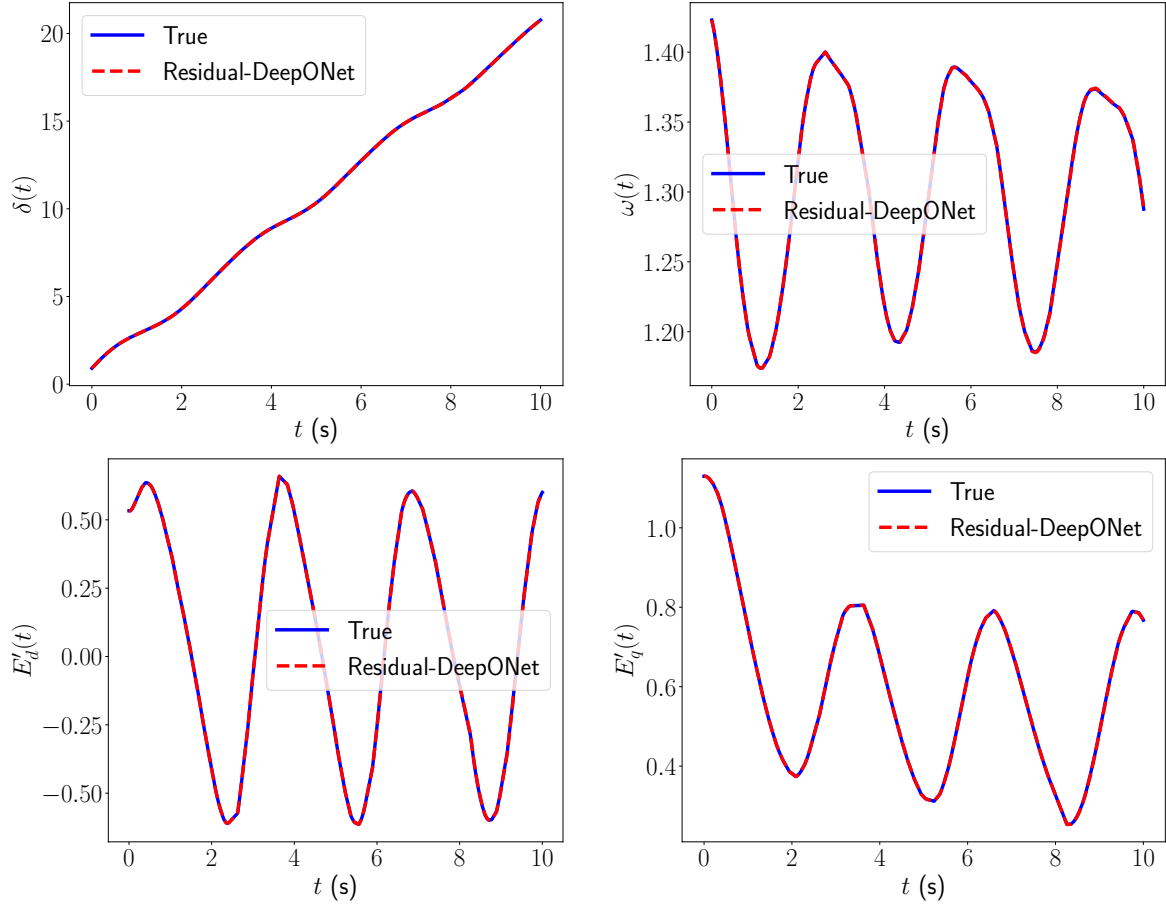 20
15
10
5
0
δ(t)
True
Residual-DeepONet
0 2 4 6 8 10
t (s)
1.40
1.35
1.30
1.25
1.20
ω(t)
True
Residual-DeepONet
0 2 4 6 8 10
t (s)
0.50
0.25
0.00
−0.25
−0.50
E′d(t)
True
Residual-DeepONet
0 2 4 6 8 10
t (s)
1.0
0.8
0.6
0.4
E′q(t)
True
Residual-DeepONet
0 2 4 6 8 10
t (s)